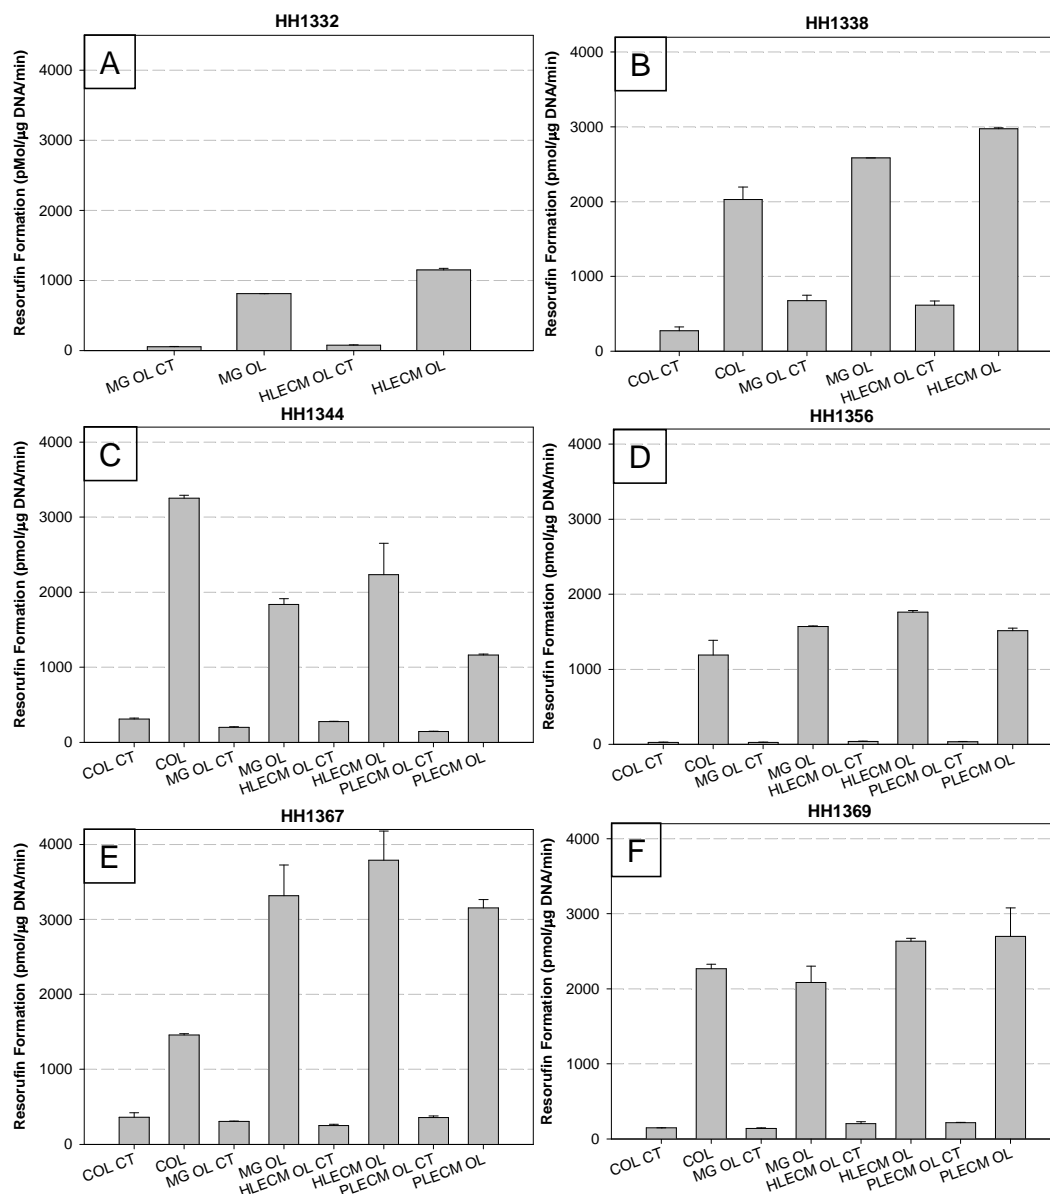 HH1332
A
Resorufin Formation (pMol/µg DNA/min)
4000
3000
2000
1000
0
MG OL CT
MG OL
HLECM OL CT
HLECM OL
HH1338
B
Resorufin Formation (pmol/µg DNA/min)
4000
3000
2000
1000
0
COL CT
COL
MG OL CT
MG OL
HLECM OL CT
HLECM OL
HH1344
C
Resorufin Formation (pmol/µg DNA/min)
4000
3000
2000
1000
0
COL CT
COL
MG OL CT
MG OL
HLECM OL CT
HLECM OL
PLECM OL CT
PLECM OL
HH1356
D
Resorufin Formation (pmol/µg DNA/min)
4000
3000
2000
1000
0
COL CT
COL
MG OL CT
MG OL
HLECM OL CT
HLECM OL
PLECM OL CT
PLECM OL
HH1367
E
Resorufin Formation (pmol/µg DNA/min)
4000
3000
2000
1000
0
COL CT
COL
MG OL CT
MG OL
HLECM OL CT
HLECM OL
PLECM OL CT
PLECM OL
HH1369
F
Resorufin Formation (pmol/µg DNA/min)
4000
3000
2000
1000
0
COL CT
COL
MG OL CT
MG OL
HLECM OL CT
HLECM OL
PLECM OL CT
PLECM OL